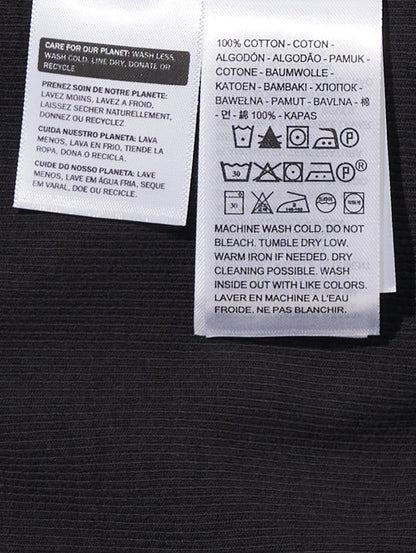 CARE FOR OUR PLANET: WASH LESS,
WASH COLD, LINE DRY, DONATE OR
RECYCLE
PRENEZ SOIN DE NOTRE PLANETE:
LAVEZ MOINS, LAVEZ A FROID,
LAISSEZ SECHER NATURELLEMENT,
DONNEZ OU RECYCLEZ
CUIDA NUESTRO PLANETA: LAVA
MENOS, LAVA EN FRIO, TIENDE LA
ROPA, DONA O RECICLA.
CUIDE DO NOSSO PLANETA: LAVE
MENOS, LAVE EM ÁGUA FRIA, SEQUE
EM VARAL, DOE OU RECICLE.
100% COTTON - COTON -
ALGODÓN - ALGODÃO - PAMUK -
COTONE - BAUMWOLLE -
KATOEN - BAMBAKI - ХЛОПОК -
BAWEŁNA - PAMUT - BAVLNA - 棉
- 면 - 綿 100% - KAPAS
P
30 P ®
30 140-160
MACHINE WASH COLD. DO NOT
BLEACH. TUMBLE DRY LOW.
WARM IRON IF NEEDED. DRY
CLEANING POSSIBLE. WASH
INSIDE OUT WITH LIKE COLORS.
LAVER EN MACHINE A L'EAU
FROIDE. NE PAS BLANCHIR.